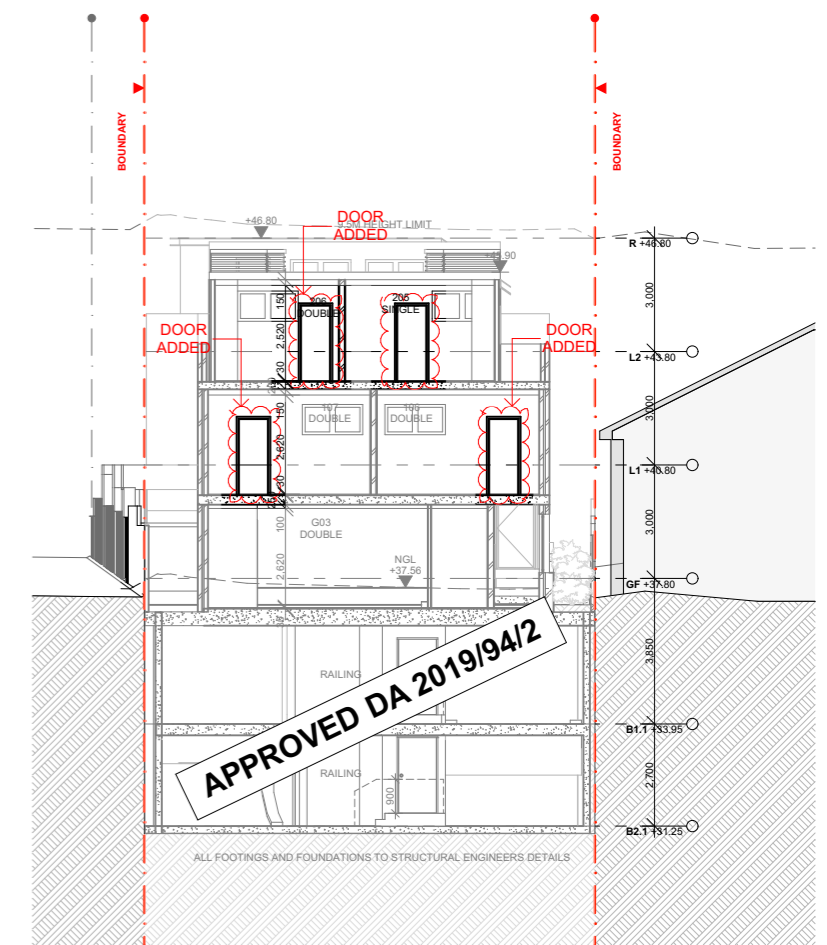 BOUNDARY
BOUNDARY
+46.80
DOOR
ADDED
9.5M HEIGHT LIMIT
R +46.80
3,000
150
206
DOUBLE
205
SINGLE
DOOR
ADDED
DOOR
ADDED
2,520
L2 +43.80
30
3,000
150
107
DOUBLE
DOUBLE
2,620
L1 +40.80
30
3,000
100
G03
DOUBLE
2,620
NGL
+37.56
GF +37.80
3,850
RAILING
APPROVED DA 2019/94/2
B1.1 +33.95
2,700
RAILING
900
B2.1 +31.25
ALL FOOTINGS AND FOUNDATIONS TO STRUCTURAL ENGINEERS DETAILS